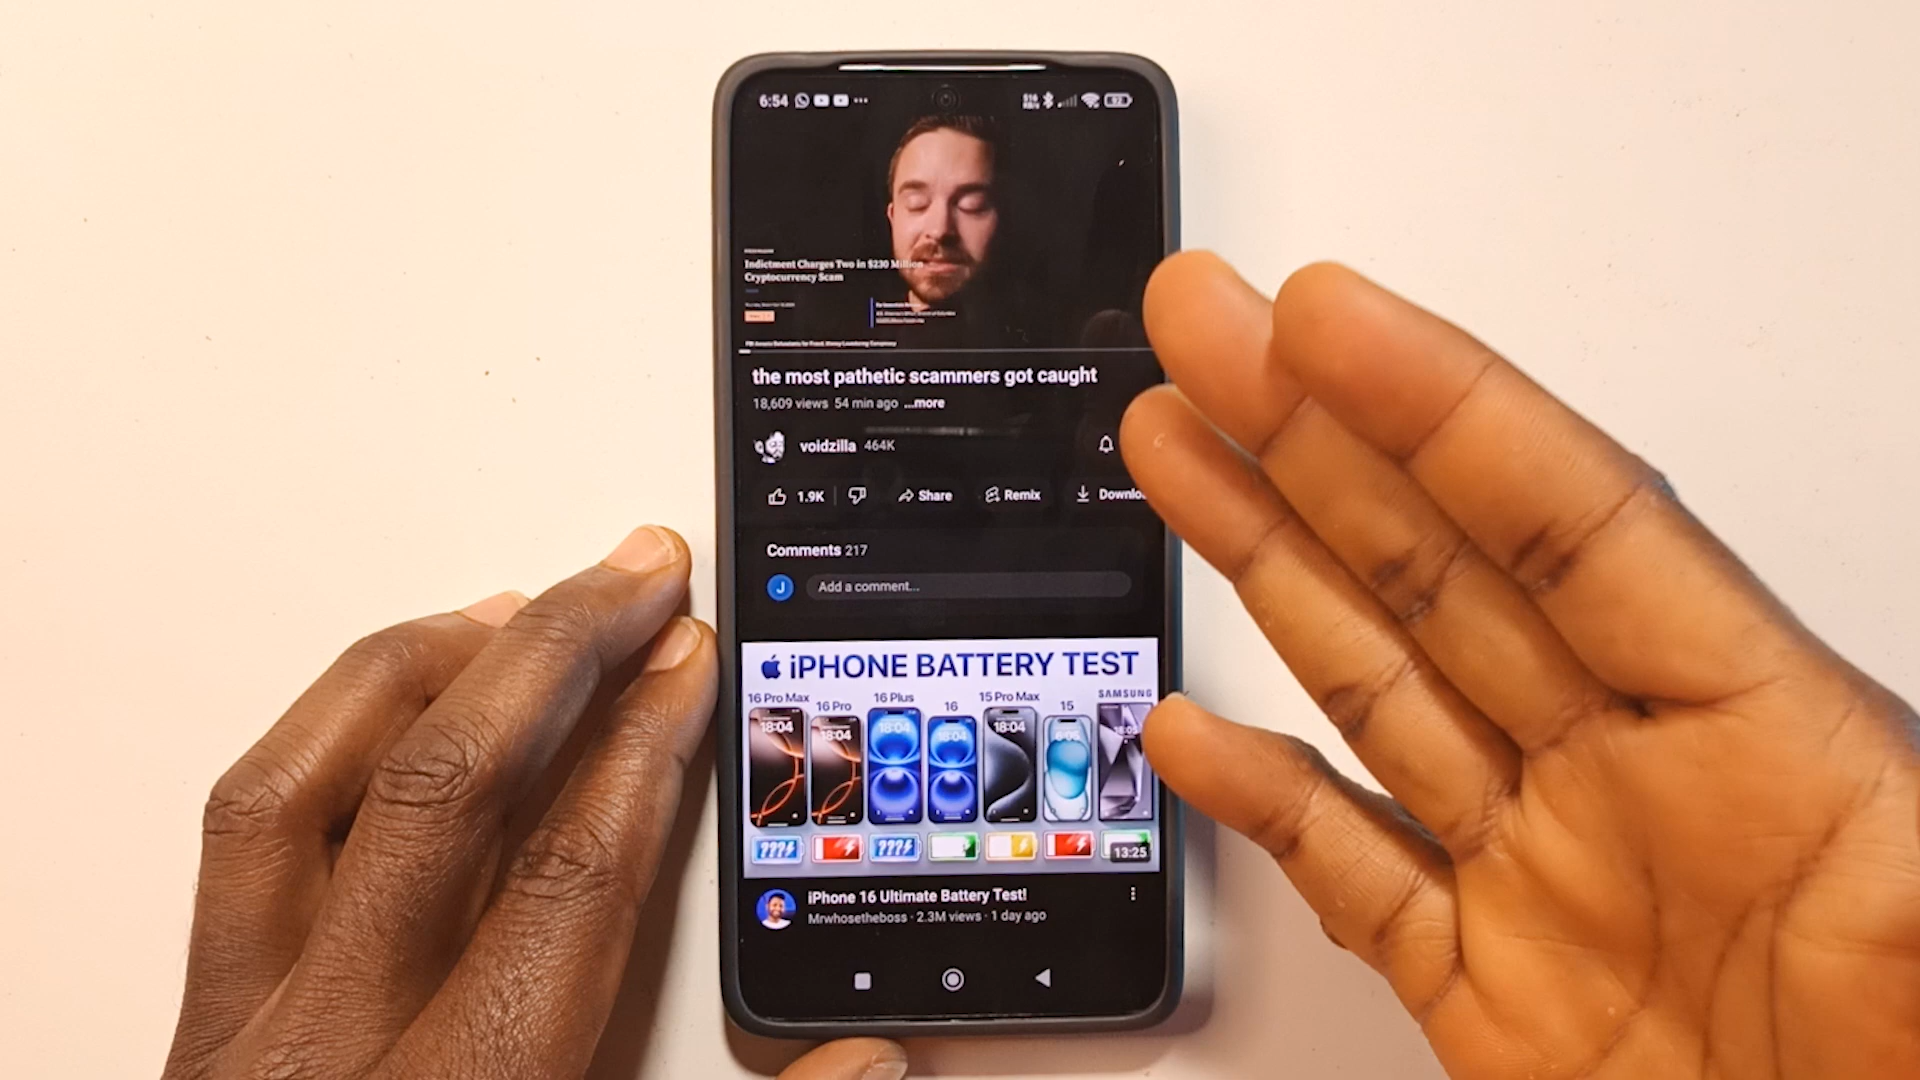 6:54
Indictment Charges Two in $230 Million
Cryptocurrency Scam
the most pathetic scammers got caught
18,609 views 54 min ago ...more
voidzilla 464K
1.9K Share Remix Downlo
Comments 217
J Add a comment...
iPHONE BATTERY TEST
16 Pro Max 16 Pro 16 Plus 16 15 Pro Max 15 SAMSUNG
18:04 18:04 18:04 18:04 18:04
??? ???
13:25
iPhone 16 Ultimate Battery Test!
Mrwhosetheboss · 2.3M views · 1 day ago